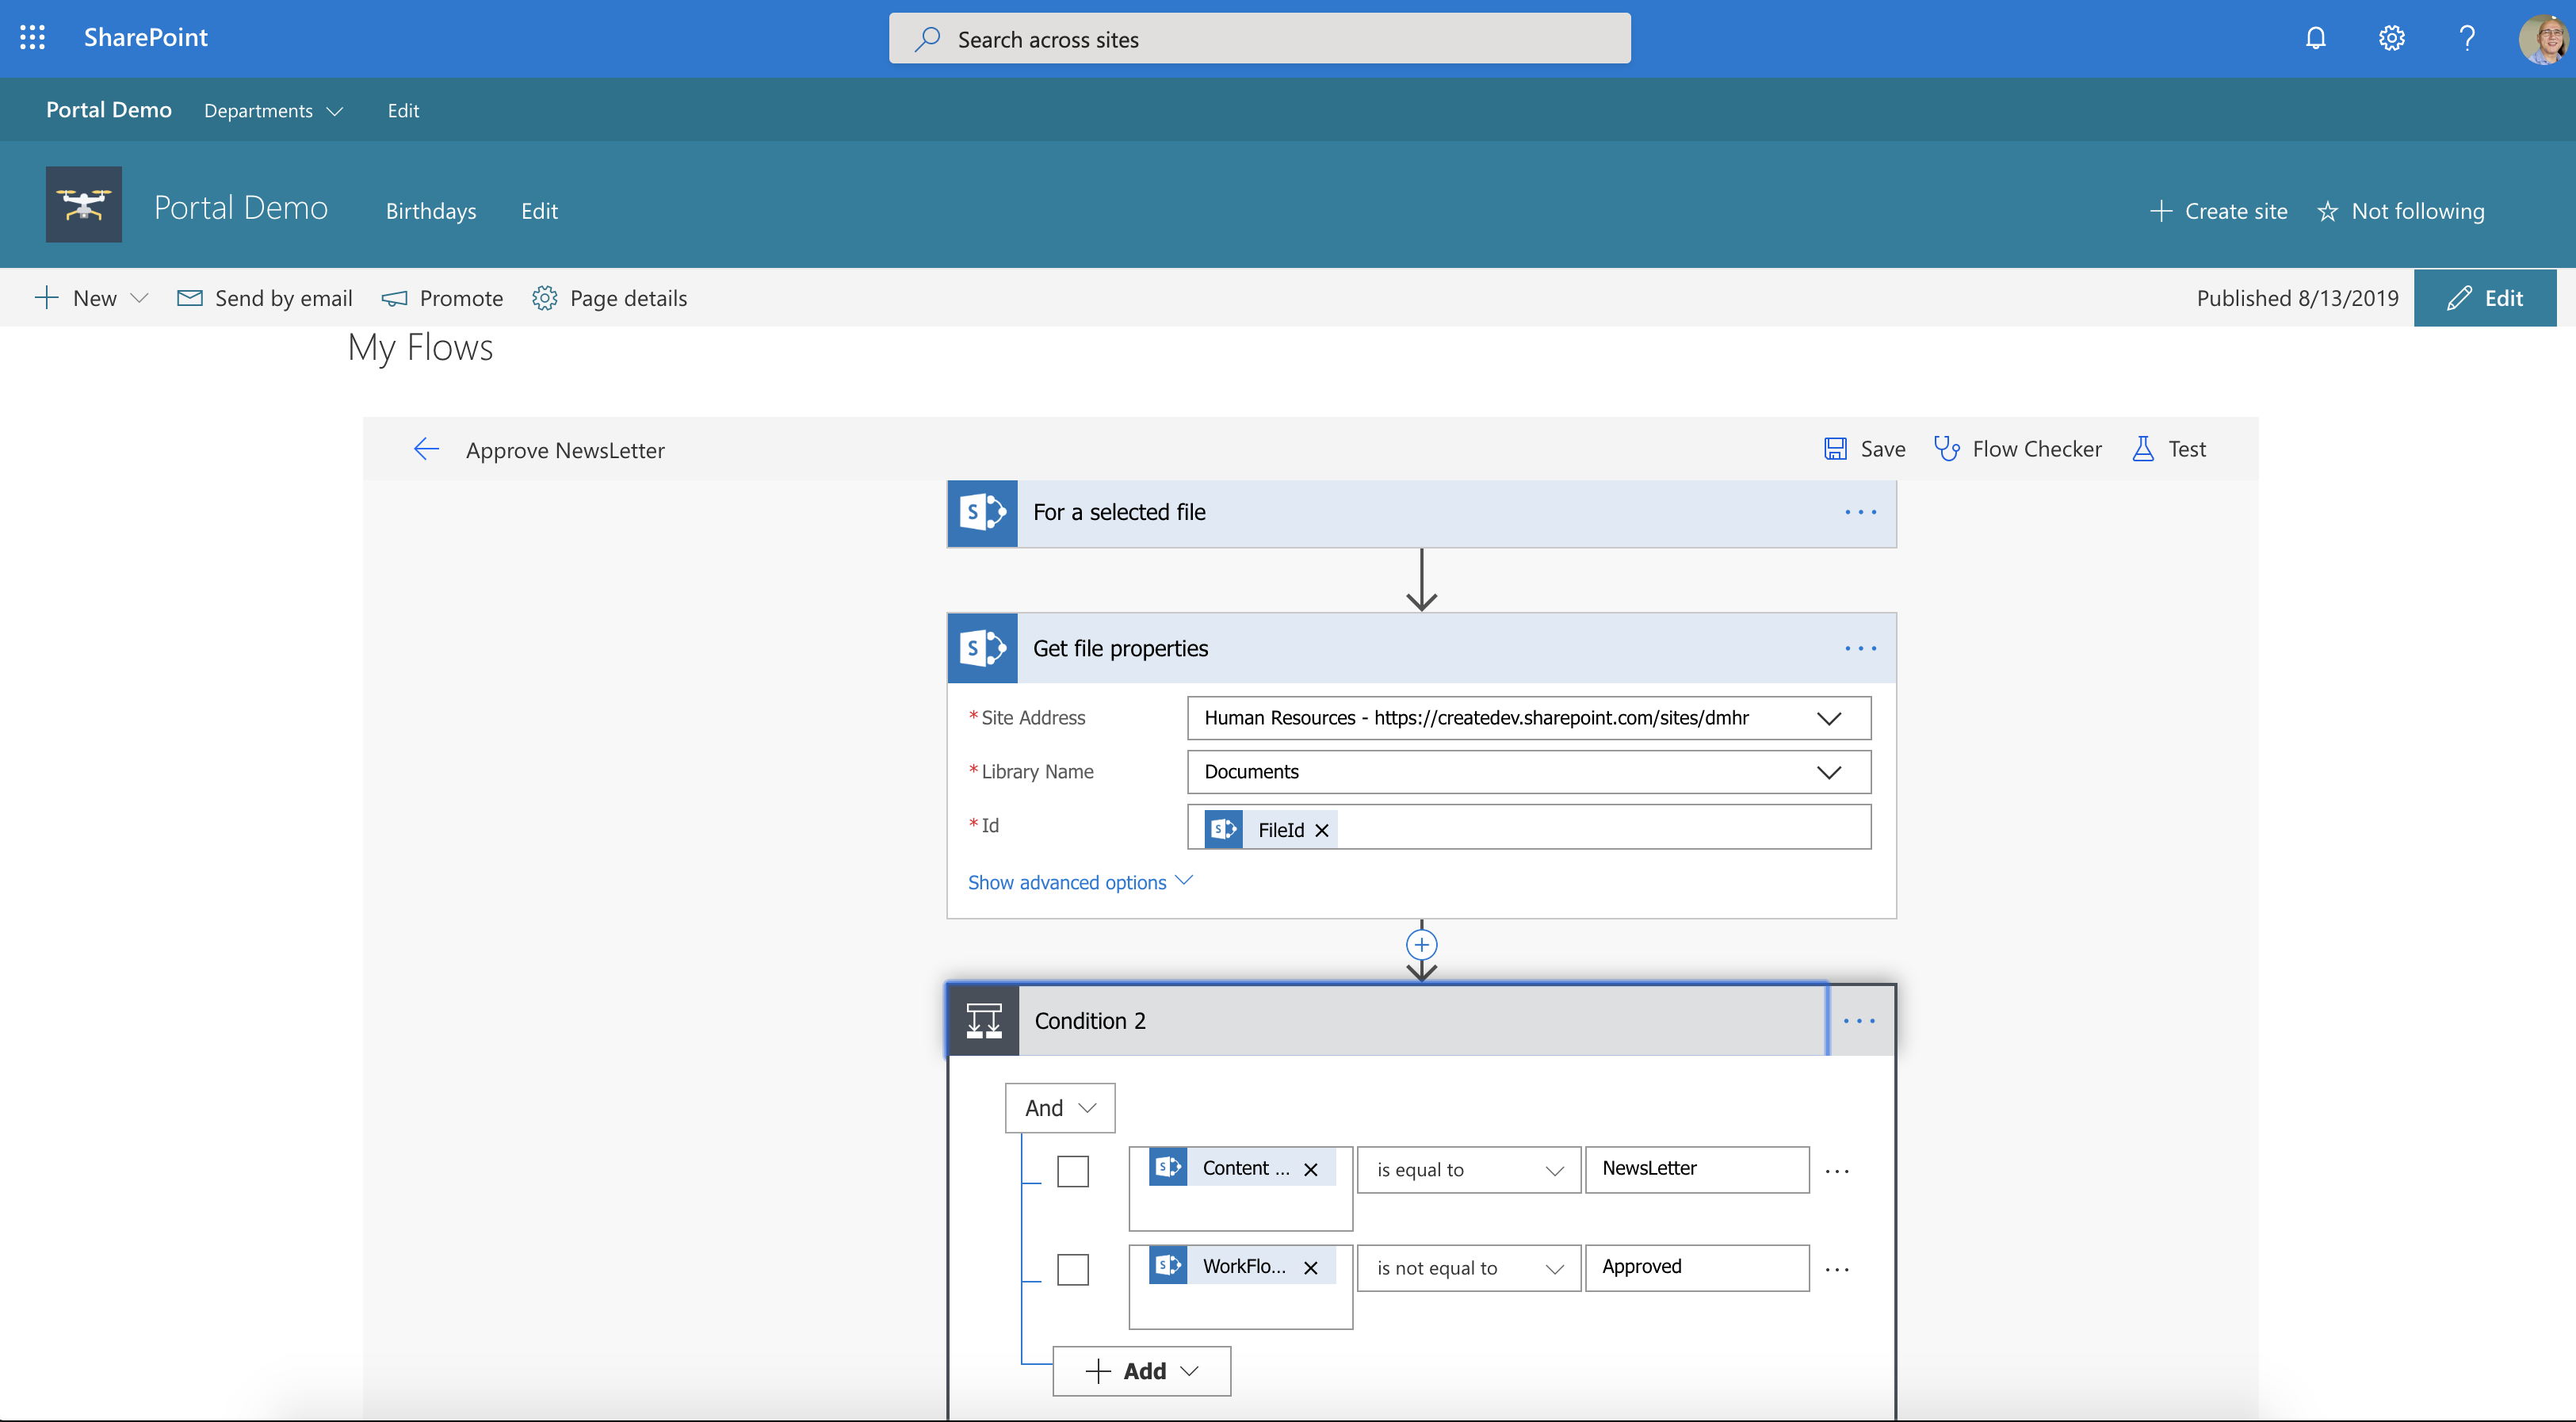 SharePoint
Search across sites
Portal Demo Departments Edit
Portal Demo Birthdays Edit
Create site Not following
New Send by email Promote Page details
Published 8/13/2019 Edit
My Flows
Approve NewsLetter
Save Flow Checker Test
S For a selected file ...
S Get file properties ...
* Site Address Human Resources - https://createdev.sharepoint.com/sites/dmhr
* Library Name Documents
* Id S FileId
Show advanced options
Condition 2 ...
And
S Content ... is equal to NewsLetter ...
S WorkFlo... is not equal to Approved ...
Add